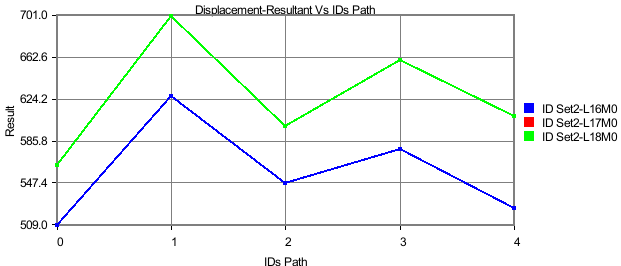 Displacement-Resultant Vs IDs Path
701.0
662.6
624.2
585.8
547.4
509.0
Result
0 1 2 3 4
IDs Path
ID Set2-L16M0
ID Set2-L17M0
ID Set2-L18M0